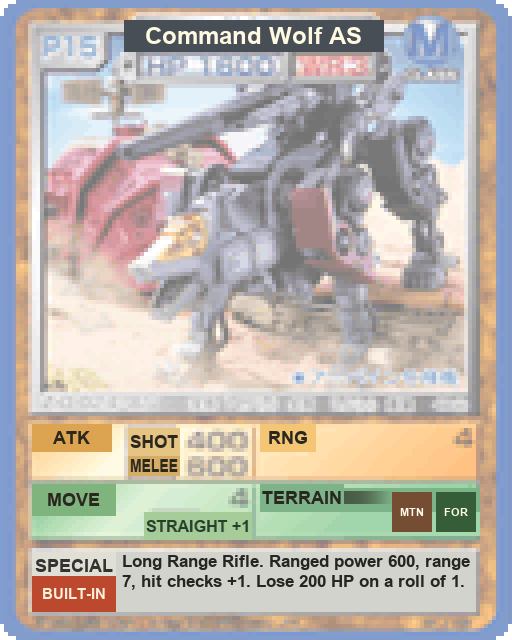 Command Wolf AS
P15
M
CLASS
HP 1800
ATK
SHOT 400
MELEE 600
RNG 4
MOVE 4
STRAIGHT +1
TERRAIN
MTN
FOR
SPECIAL
BUILT-IN
Long Range Rifle. Ranged power 600, range
7, hit checks +1. Lose 200 HP on a roll of 1.